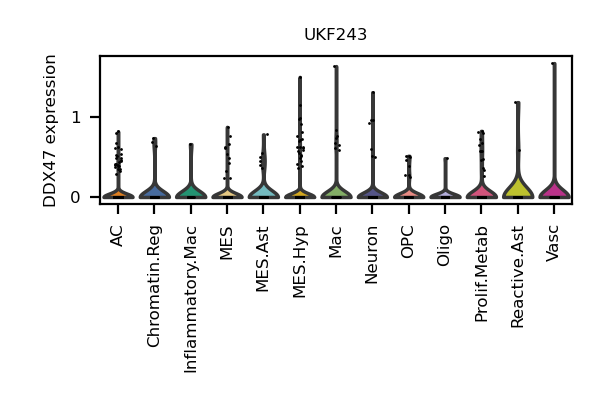 UKF243
DDX47 expression
1
0
AC
Chromatin.Reg
Inflammatory.Mac
MES
MES.Ast
MES.Hyp
Mac
Neuron
OPC
Oligo
Prolif.Metab
Reactive.Ast
Vasc